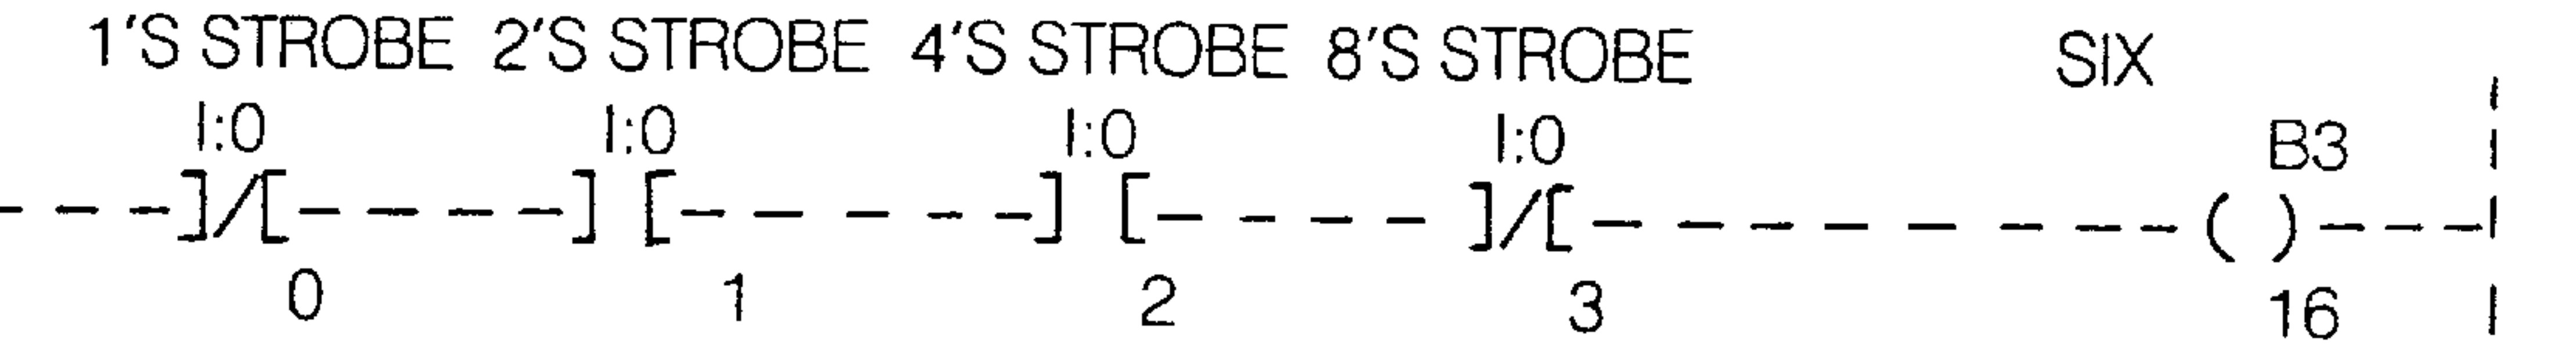 1'S STROBE 2'S STROBE 4'S STROBE 8'S STROBE SIX
I:0 I:0 I:0 I:0 B3
]/[ ] [ ] [ ]/[ ( )
0 1 2 3 16